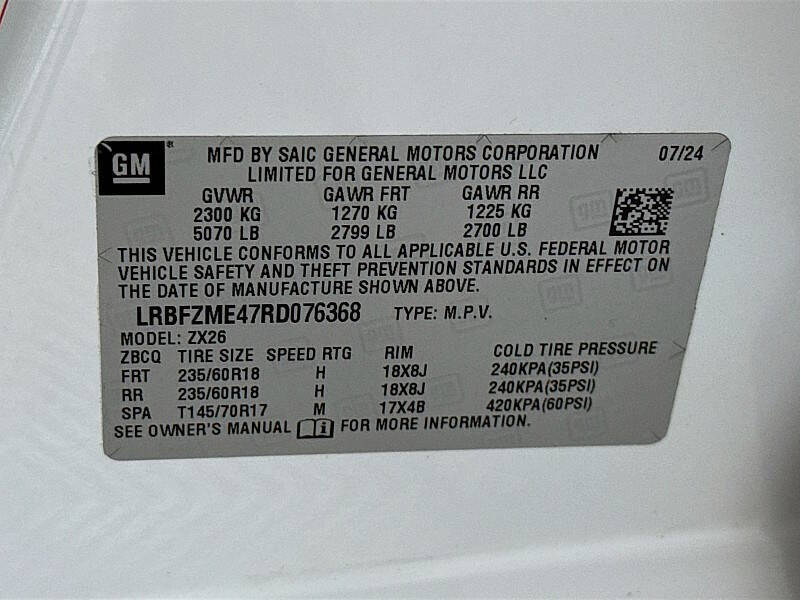 GM ® MFD BY SAIC GENERAL MOTORS CORPORATION 07/24
LIMITED FOR GENERAL MOTORS LLC
GVWR GAWR FRT GAWR RR
2300 KG 1270 KG 1225 KG
5070 LB 2799 LB 2700 LB
THIS VEHICLE CONFORMS TO ALL APPLICABLE U.S. FEDERAL MOTOR
VEHICLE SAFETY AND THEFT PREVENTION STANDARDS IN EFFECT ON
THE DATE OF MANUFACTURE SHOWN ABOVE.
LRBFZME47RD076368 TYPE: M.P.V.
MODEL: ZX26
ZBCQ TIRE SIZE SPEED RTG RIM COLD TIRE PRESSURE
FRT 235/60R18 H 18X8J 240KPA(35PSI)
RR 235/60R18 H 18X8J 240KPA(35PSI)
SPA T145/70R17 M 17X4B 420KPA(60PSI)
SEE OWNER'S MANUAL i FOR MORE INFORMATION.